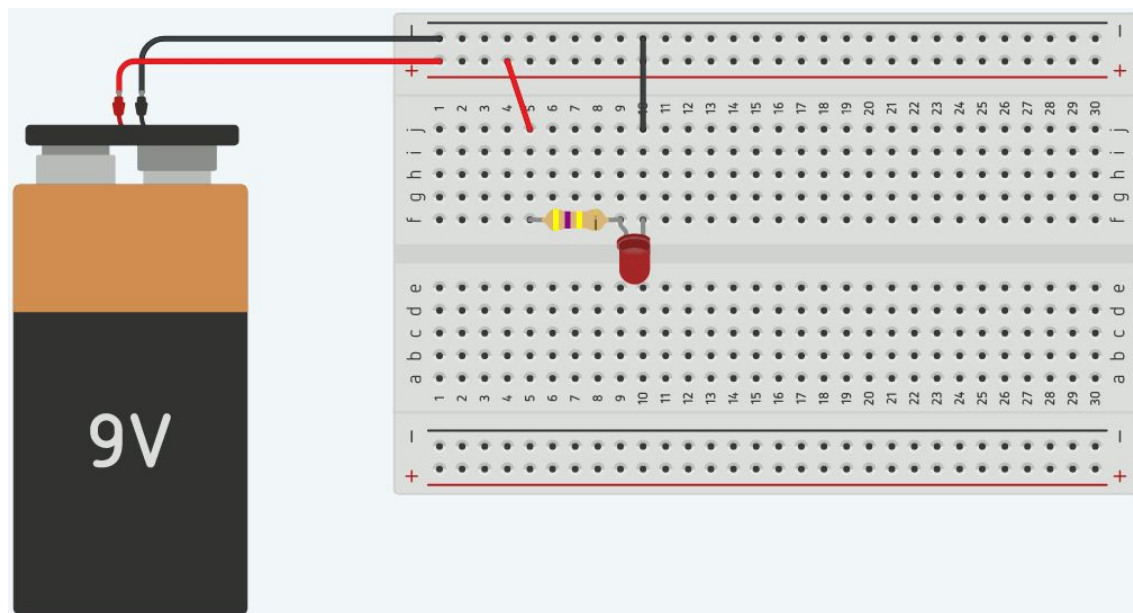 − −
+ +
1 2 3 4 5 6 7 8 9 10 11 12 13 14 15 16 17 18 19 20 21 22 23 24 25 26 27 28 29 30
j j
i i
h h
g g
f f
e e
d d
c c
b b
a a
1 2 3 4 5 6 7 8 9 10 11 12 13 14 15 16 17 18 19 20 21 22 23 24 25 26 27 28 29 30
− −
+ +
9V